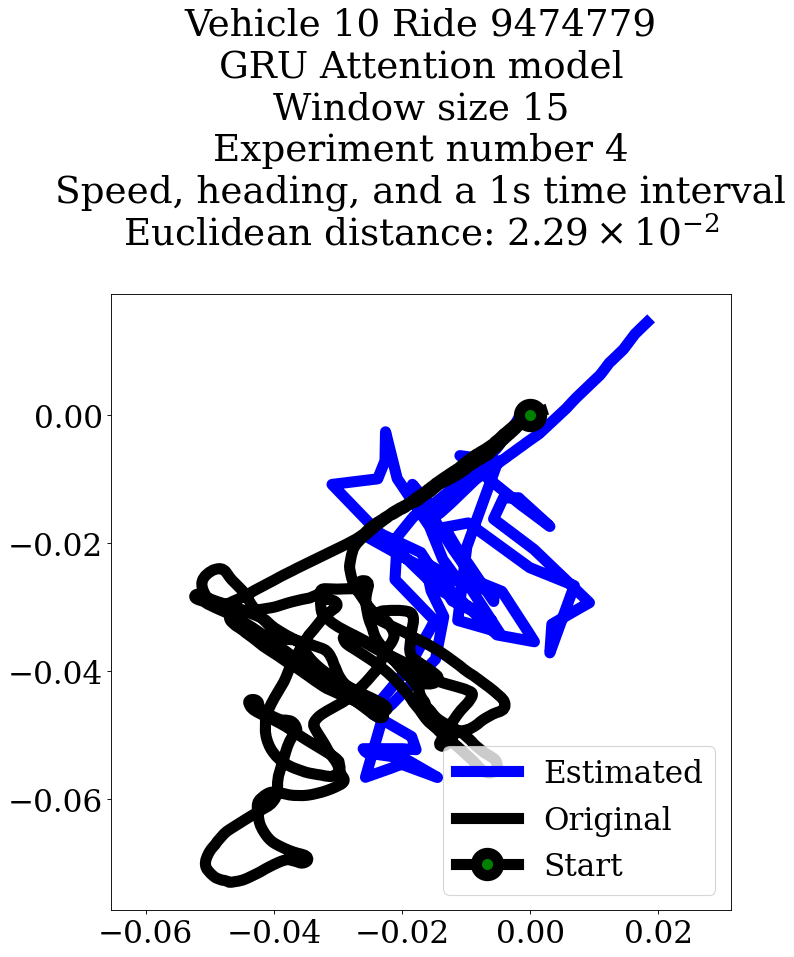 Vehicle 10 Ride 9474779
GRU Attention model
Window size 15
Experiment number 4
Speed, heading, and a 1s time interval
Euclidean distance: 2.29 × 10⁻²
0.00
−0.02
−0.04
−0.06
Estimated
Original
Start
−0.06 −0.04 −0.02 0.00 0.02